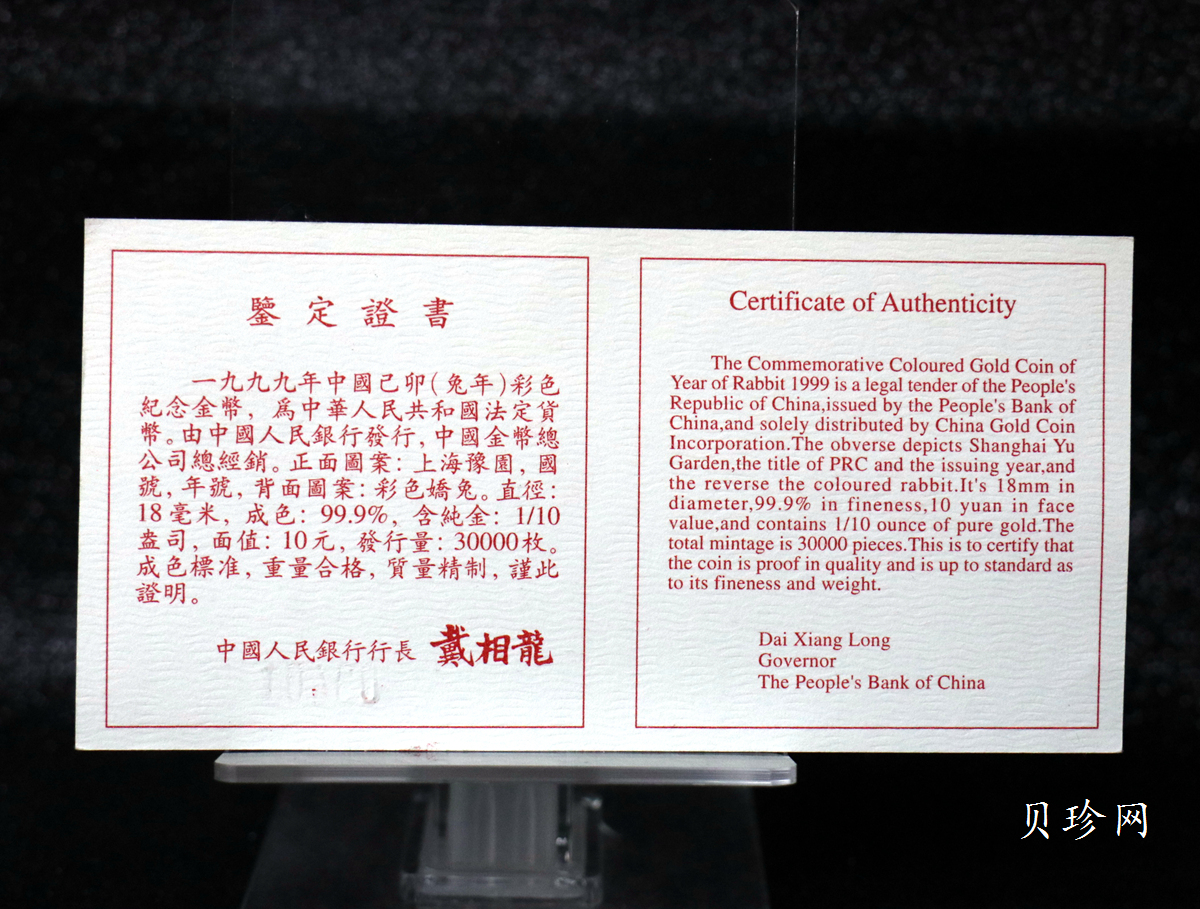 鑒定證書
一九九九年中國己卯(兔年)彩色
紀念金幣，爲中華人民共和國法定貨
幣。由中國人民銀行發行，中國金幣總
公司總經銷。正面圖案：上海豫園，國
號，年號，背面圖案：彩色嬌兔。直徑：
18毫米，成色：99.9%，含純金：1/10
盎司，面值：10元，發行量：30000枚。
成色標准，重量合格，質量精制，謹此
證明。
中國人民銀行行長 戴相龍
Certificate of Authenticity
The Commemorative Coloured Gold Coin of
Year of Rabbit 1999 is a legal tender of the People's
Republic of China,issued by the People's Bank of
China,and solely distributed by China Gold Coin
Incorporation.The obverse depicts Shanghai Yu
Garden,the title of PRC and the issuing year,and
the reverse the coloured rabbit.It's 18mm in
diameter,99.9% in fineness,10 yuan in face
value,and contains 1/10 ounce of pure gold.The
total mintage is 30000 pieces.This is to certify that
the coin is proof in quality and is up to standard as
to its fineness and weight.
Dai Xiang Long
Governor
The People's Bank of China
贝珍网